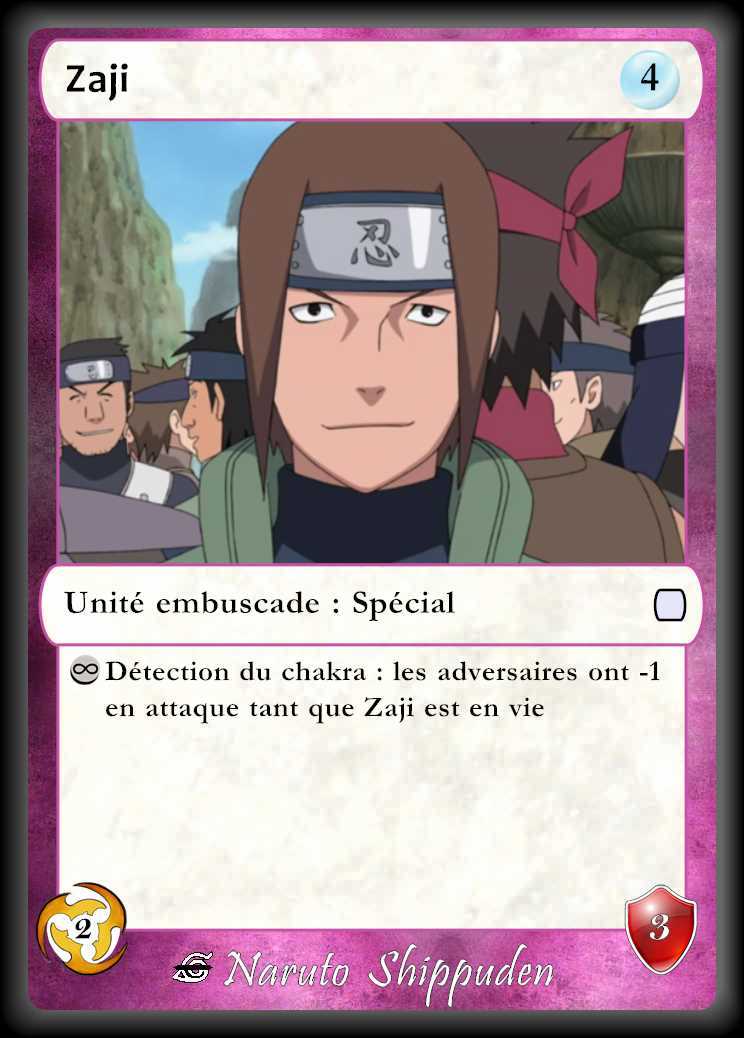 Zaji
4
忍
Unité embuscade : Spécial
Détection du chakra : les adversaires ont -1
en attaque tant que Zaji est en vie
2
3
Naruto Shippuden